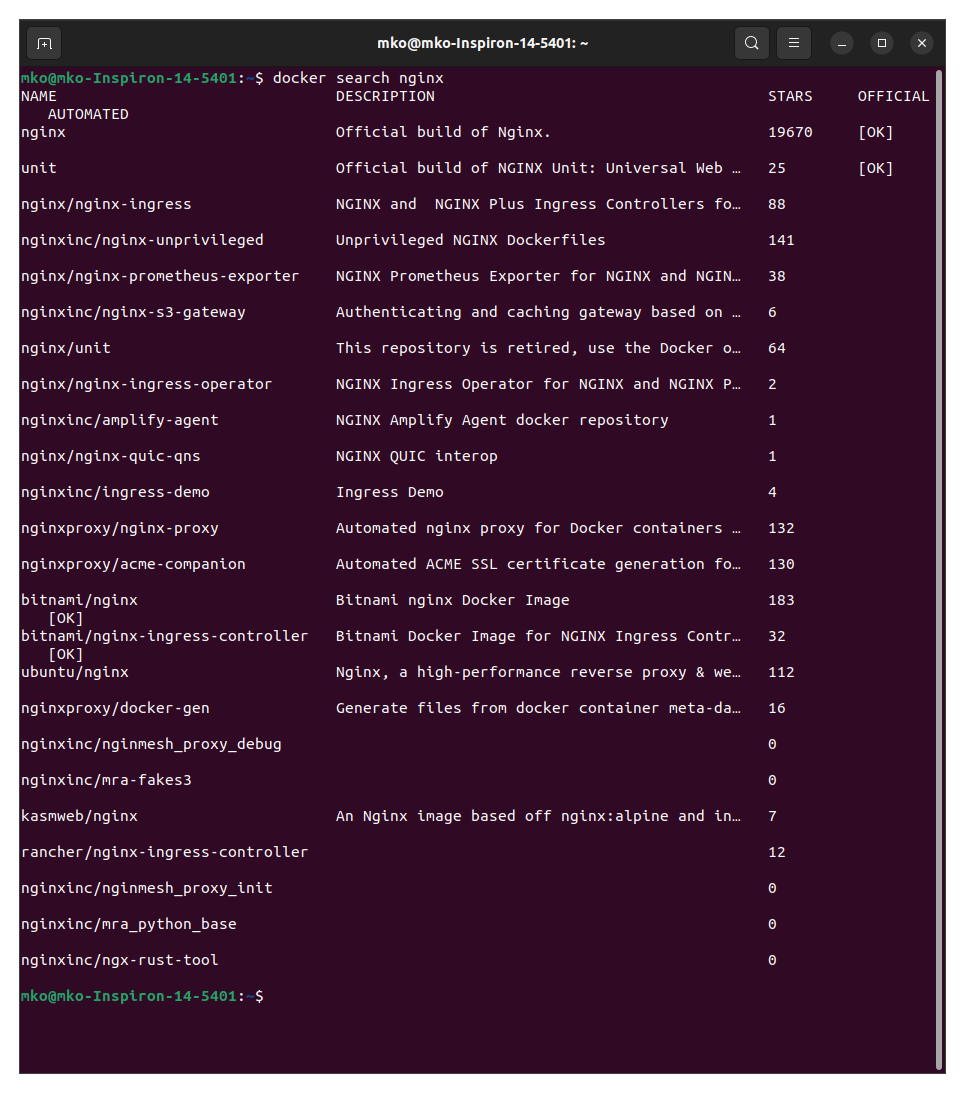 mko@mko-Inspiron-14-5401: ~
mko@mko-Inspiron-14-5401:~$ docker search nginx
NAME                               DESCRIPTION                                     STARS     OFFICIAL
   AUTOMATED
nginx                              Official build of Nginx.                        19670     [OK]
unit                               Official build of NGINX Unit: Universal Web …   25        [OK]
nginx/nginx-ingress                NGINX and  NGINX Plus Ingress Controllers fo…   88
nginxinc/nginx-unprivileged        Unprivileged NGINX Dockerfiles                  141
nginx/nginx-prometheus-exporter    NGINX Prometheus Exporter for NGINX and NGIN…   38
nginxinc/nginx-s3-gateway          Authenticating and caching gateway based on …   6
nginx/unit                         This repository is retired, use the Docker o…   64
nginx/nginx-ingress-operator       NGINX Ingress Operator for NGINX and NGINX P…   2
nginxinc/amplify-agent             NGINX Amplify Agent docker repository           1
nginx/nginx-quic-qns               NGINX QUIC interop                              1
nginxinc/ingress-demo              Ingress Demo                                    4
nginxproxy/nginx-proxy             Automated nginx proxy for Docker containers …   132
nginxproxy/acme-companion          Automated ACME SSL certificate generation fo…   130
bitnami/nginx                      Bitnami nginx Docker Image                      183
   [OK]
bitnami/nginx-ingress-controller   Bitnami Docker Image for NGINX Ingress Contr…   32
   [OK]
ubuntu/nginx                       Nginx, a high-performance reverse proxy & we…   112
nginxproxy/docker-gen              Generate files from docker container meta-da…   16
nginxinc/nginmesh_proxy_debug                                                      0
nginxinc/mra-fakes3                                                                0
kasmweb/nginx                      An Nginx image based off nginx:alpine and in…   7
rancher/nginx-ingress-controller                                                   12
nginxinc/nginmesh_proxy_init                                                       0
nginxinc/mra_python_base                                                           0
nginxinc/ngx-rust-tool                                                             0
mko@mko-Inspiron-14-5401:~$